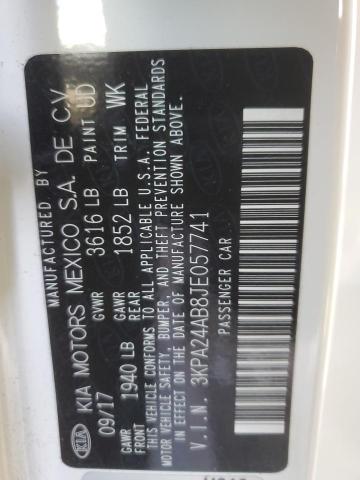 MANUFACTURED BY
KIA KIA MOTORS MEXICO S.A. DE C.V.
09/17 GVWR 3616 LB PAINT UD
GAWR FRONT 1940 LB GAWR REAR 1852 LB TRIM WK
THIS VEHICLE CONFORMS TO ALL APPLICABLE U.S.A. FEDERAL
MOTOR VEHICLE SAFETY, BUMPER, AND THEFT PREVENTION STANDARDS
IN EFFECT ON THE DATE OF MANUFACTURE SHOWN ABOVE.
V.I.N. 3KPA24AB8JE057741
PASSENGER CAR